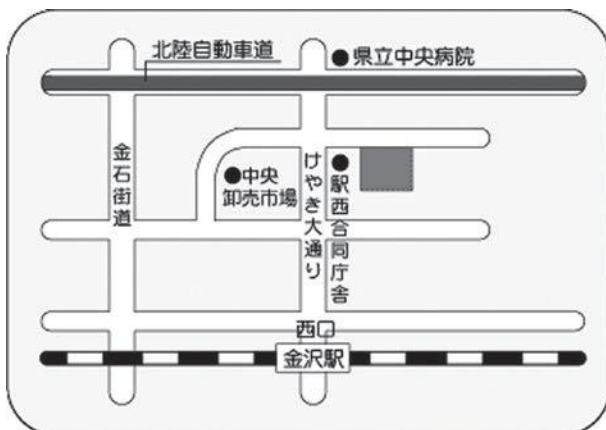 北陸自動車道
県立中央病院
金石街道
中央
卸売市場
けやき大通り
駅西合同庁舎
西口
金沢駅